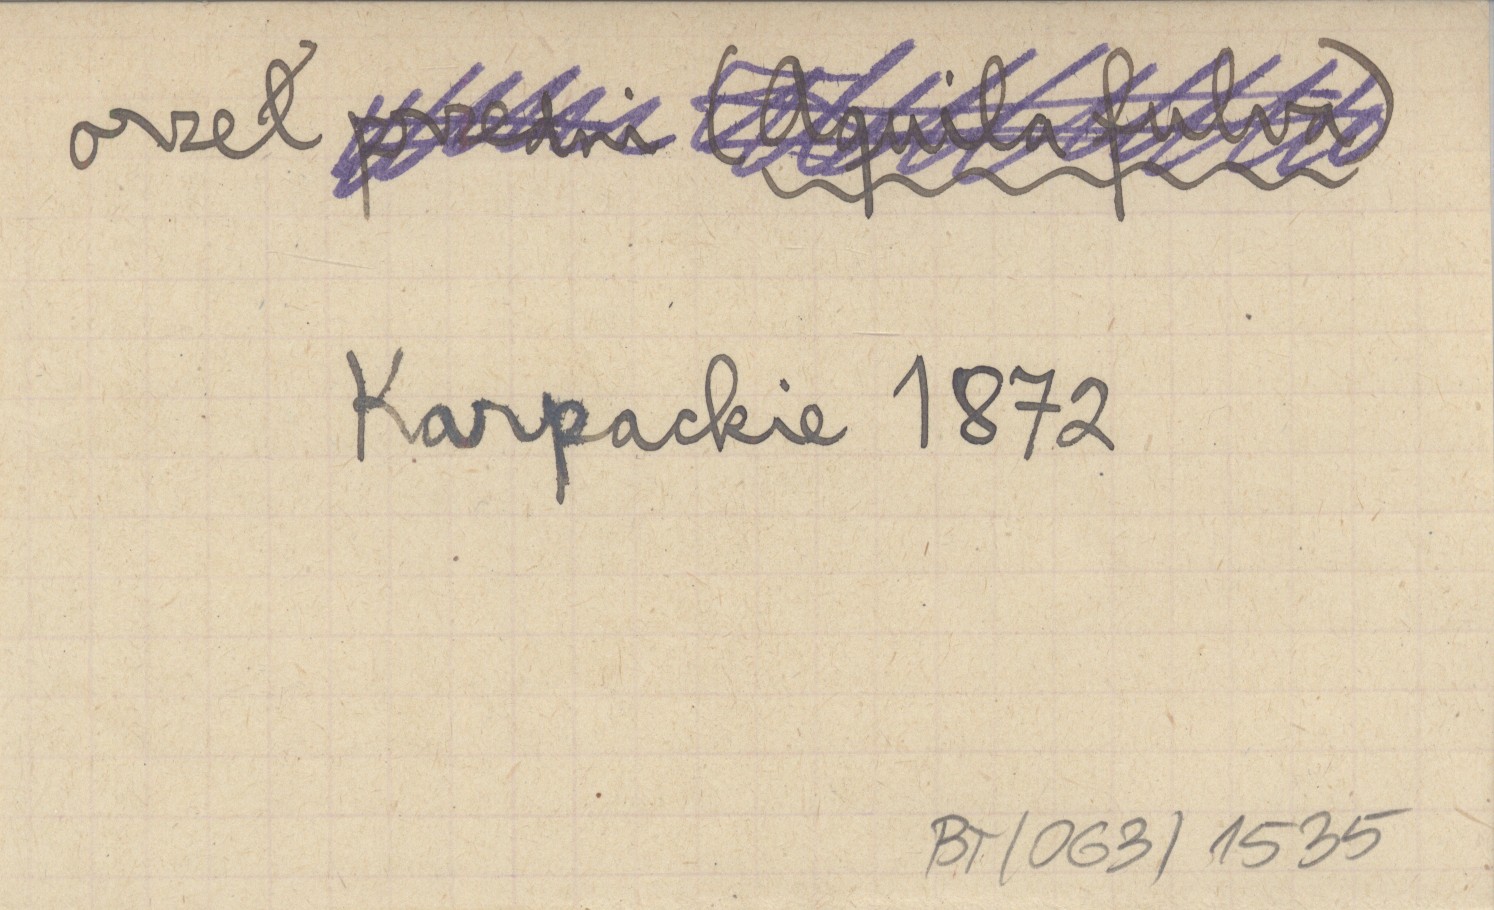 orzeł przedni (Aquila fulva)
Karpackie 1872
BT/063/1535